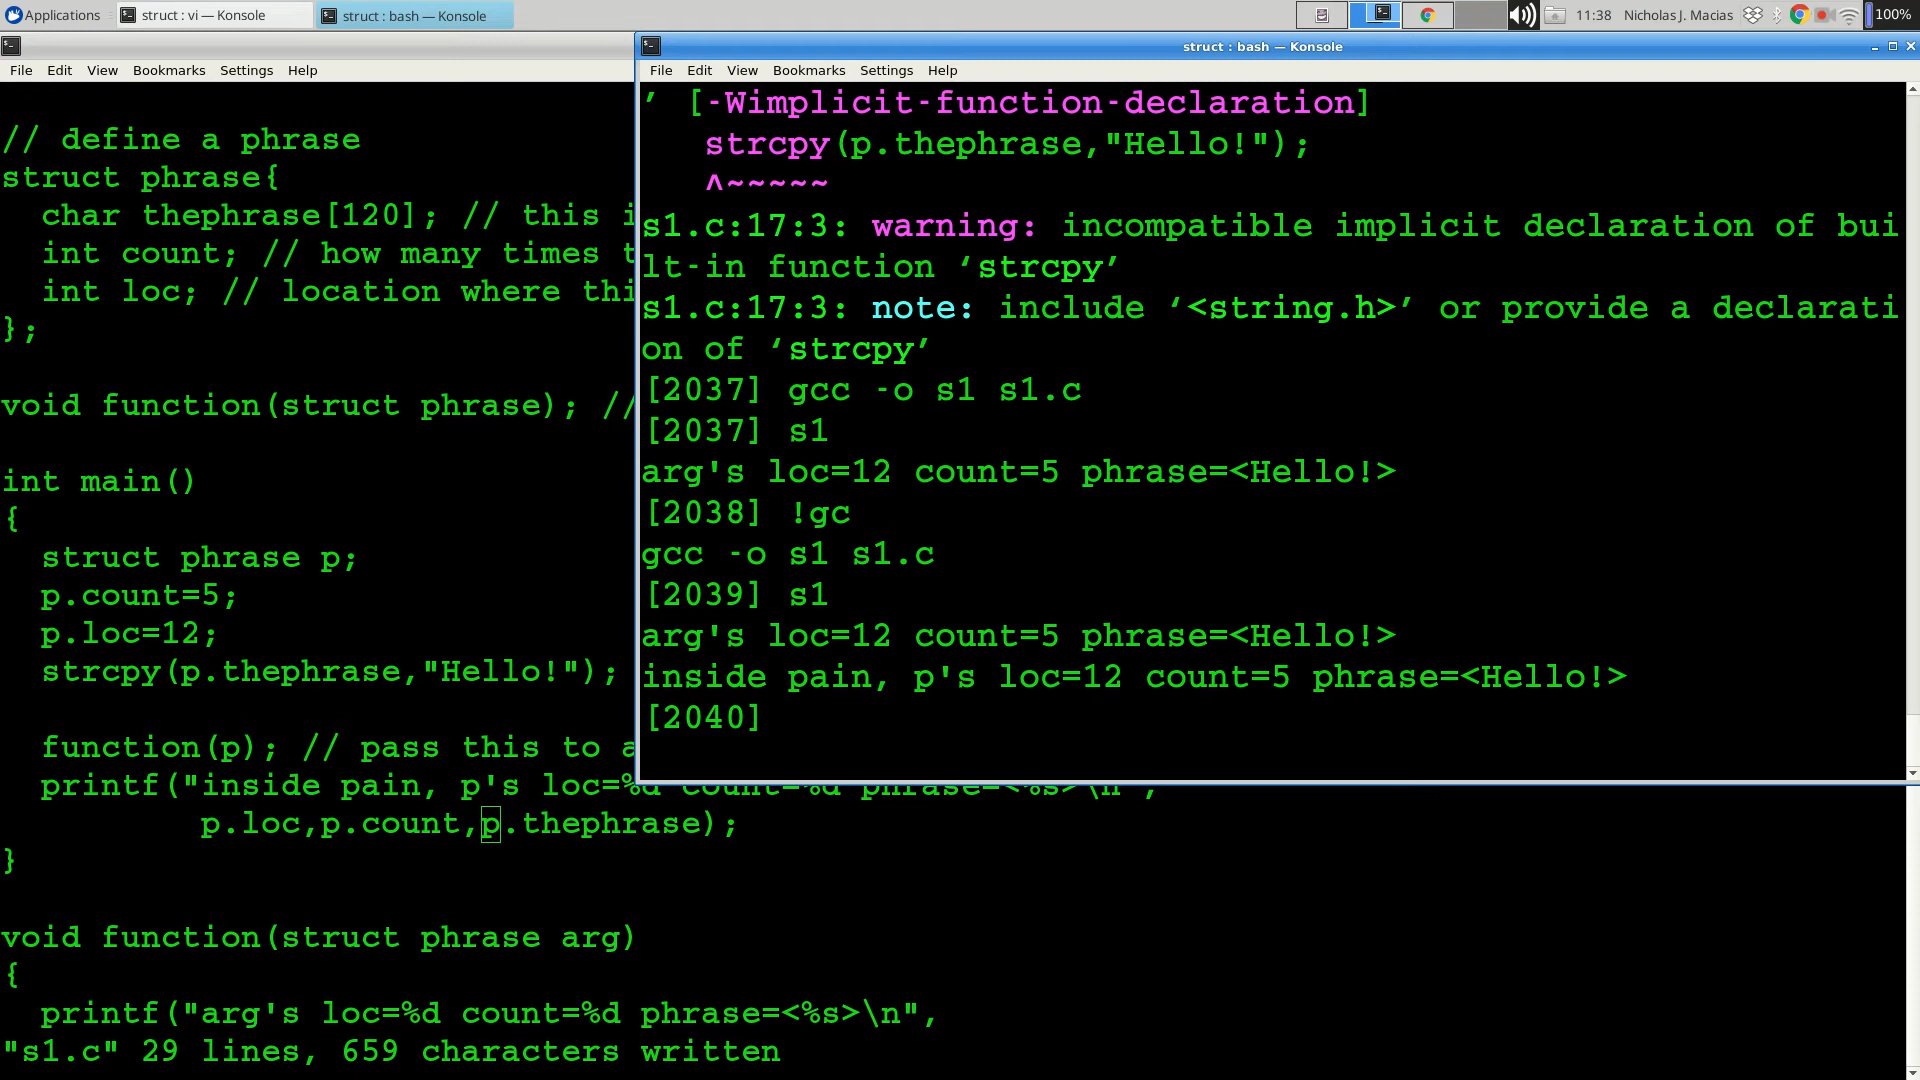 Applications
struct : vi — Konsole
struct : bash — Konsole
11:38
Nicholas J. Macias
100%
struct : bash — Konsole
File Edit View Bookmarks Settings Help
// define a phrase
struct phrase{
char thephrase[120]; // this
int count; // how many times
int loc; // location where
};
void function(struct phrase); //
int main()
{
struct phrase p;
p.count=5;
p.loc=12;
strcpy(p.thephrase,"Hello!");
function(p); // pass this to
printf("inside pain, p's loc=%d count=%d phrase=<%s>\n",
p.loc,p.count,p.thephrase);
}
void function(struct phrase arg)
{
printf("arg's loc=%d count=%d phrase=<%s>\n",
"s1.c" 29 lines, 659 characters written
File Edit View Bookmarks Settings Help
’ [-Wimplicit-function-declaration]
strcpy(p.thephrase,"Hello!");
^~~~~~
s1.c:17:3: warning: incompatible implicit declaration of bui
lt-in function ‘strcpy’
s1.c:17:3: note: include ‘<string.h>’ or provide a declarati
on of ‘strcpy’
[2037] gcc -o s1 s1.c
[2037] s1
arg's loc=12 count=5 phrase=<Hello!>
[2038] !gc
gcc -o s1 s1.c
[2039] s1
arg's loc=12 count=5 phrase=<Hello!>
inside pain, p's loc=12 count=5 phrase=<Hello!>
[2040]